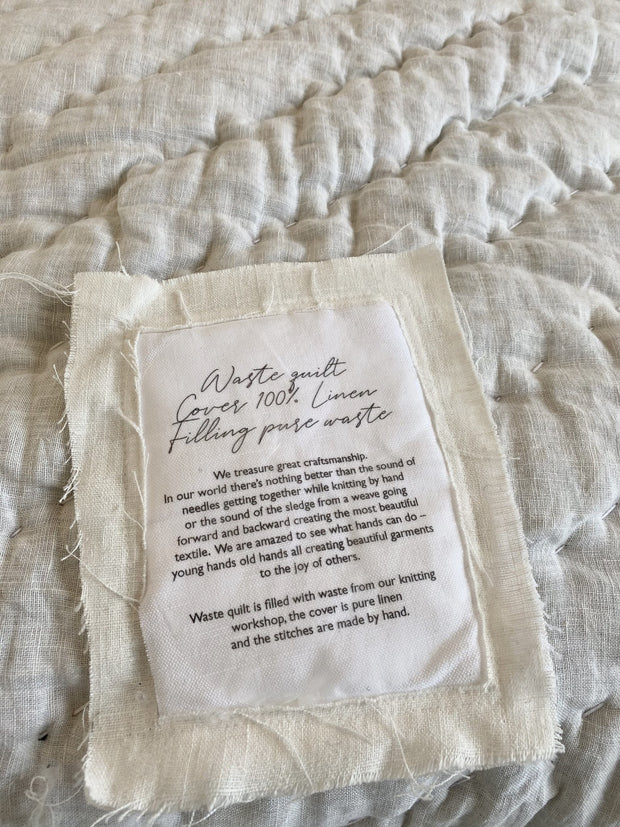 Waste quilt
Cover 100% Linen
Filling pure waste
We treasure great craftsmanship.
In our world there's nothing better than the sound of
needles getting together while knitting by hand
or the sound of the sledge from a weave going
forward and backward creating the most beautiful
textile. We are amazed to see what hands can do –
young hands old hands all creating beautiful garments
to the joy of others.
Waste quilt is filled with waste from our knitting
workshop, the cover is pure linen
and the stitches are made by hand.